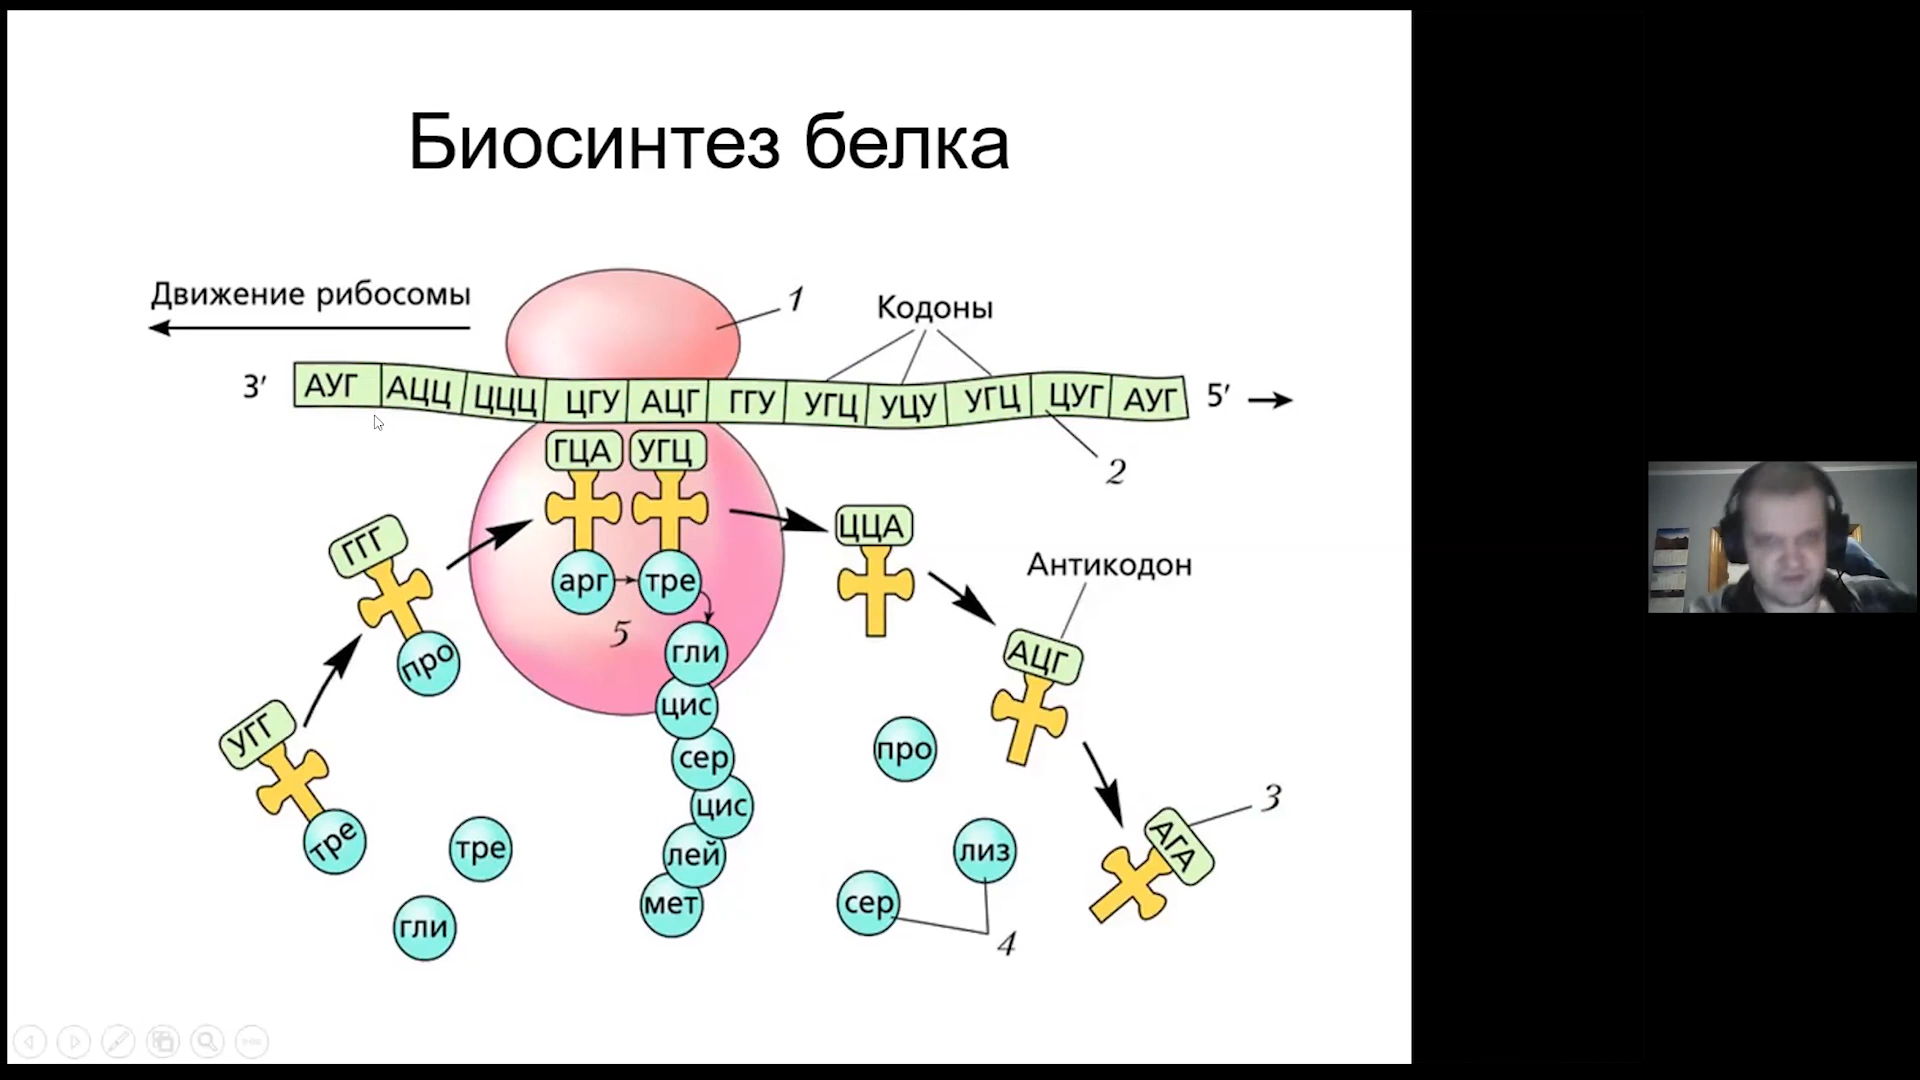 Биосинтез белка
Движение рибосомы
1
Кодоны
3′ АУГ АЦЦ ЦЦЦ ЦГУ АЦГ ГГУ УГЦ УЦУ УГЦ ЦУГ АУГ 5′
2
ГЦА УГЦ
ГГГ
ЦЦА
Антикодон
арг тре
5
АЦГ
про
гли
УГГ
цис
про
сер
3
цис
АГА
тре
тре
лей
лиз
мет
сер
гли
4